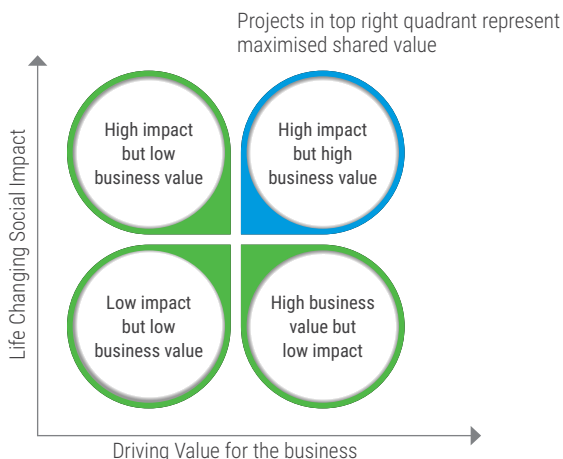 Projects in top right quadrant represent
maximised shared value
Life Changing Social Impact
High impact
but low
business value
High impact
but high
business value
Low impact
but low
business value
High business
value but
low impact
Driving Value for the business